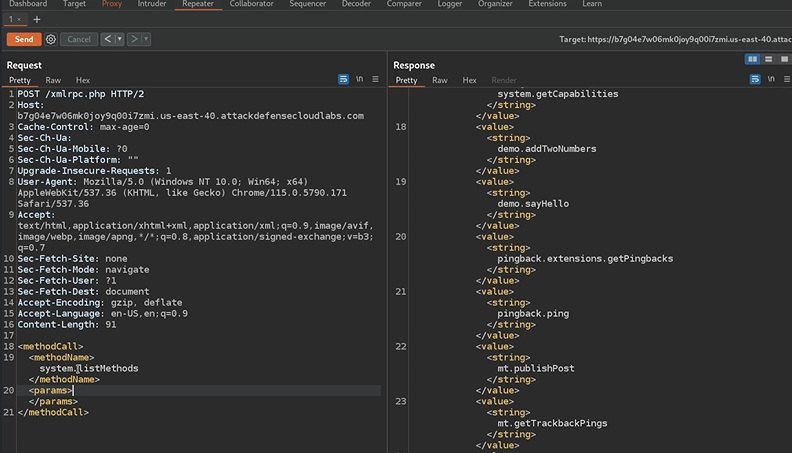 Dashboard Target Proxy Intruder Repeater Collaborator Sequencer Decoder Comparer Logger Organizer Extensions Learn
1 × +
Send Cancel < > Target: https://b7g04e7w06mk0joy9q00i7zmi.us-east-40.attac
Request
Pretty Raw Hex \n
1 POST /xmlrpc.php HTTP/2
2 Host:
b7g04e7w06mk0joy9q00i7zmi.us-east-40.attackdefensecloudlabs.com
3 Cache-Control: max-age=0
4 Sec-Ch-Ua:
5 Sec-Ch-Ua-Mobile: ?0
6 Sec-Ch-Ua-Platform: ""
7 Upgrade-Insecure-Requests: 1
8 User-Agent: Mozilla/5.0 (Windows NT 10.0; Win64; x64)
AppleWebKit/537.36 (KHTML, like Gecko) Chrome/115.0.5790.171
Safari/537.36
9 Accept:
text/html,application/xhtml+xml,application/xml;q=0.9,image/avif,
image/webp,image/apng,*/*;q=0.8,application/signed-exchange;v=b3;
q=0.7
10 Sec-Fetch-Site: none
11 Sec-Fetch-Mode: navigate
12 Sec-Fetch-User: ?1
13 Sec-Fetch-Dest: document
14 Accept-Encoding: gzip, deflate
15 Accept-Language: en-US,en;q=0.9
16 Content-Length: 91
17
18 <methodCall>
19 <methodName>
system.listMethods
</methodName>
20 <params>
</params>
21 </methodCall>
Response
Pretty Raw Hex Render \n
system.getCapabilities
</string>
</value>
18 <value>
<string>
demo.addTwoNumbers
</string>
</value>
19 <value>
<string>
demo.sayHello
</string>
</value>
20 <value>
<string>
pingback.extensions.getPingbacks
</string>
</value>
21 <value>
<string>
pingback.ping
</string>
</value>
22 <value>
<string>
mt.publishPost
</string>
</value>
23 <value>
<string>
mt.getTrackbackPings
</string>
</value>